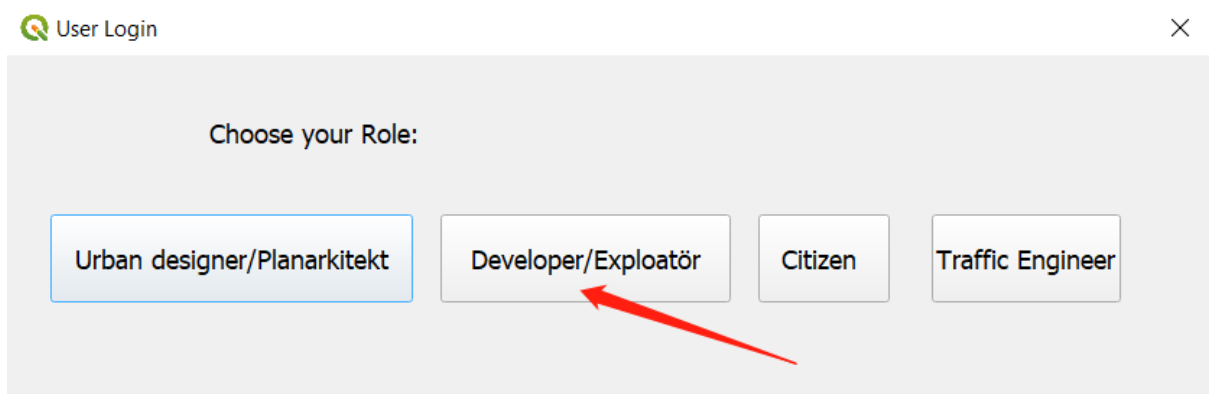 User Login
Choose your Role:
Urban designer/Planarkitekt
Developer/Exploatör
Citizen
Traffic Engineer